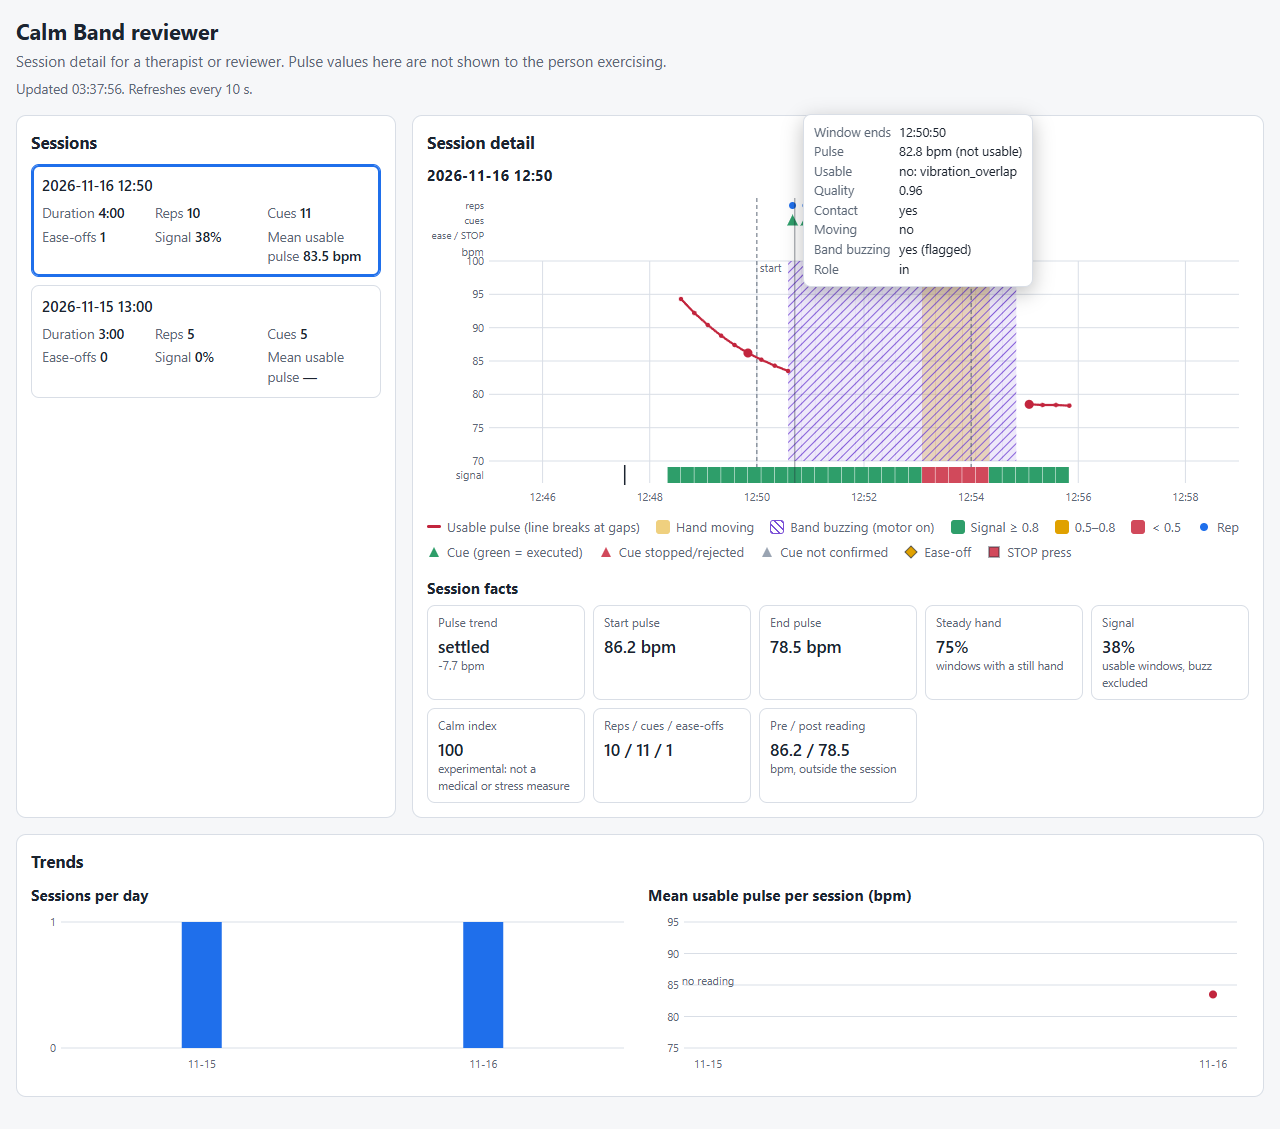 Calm Band reviewer
Session detail for a therapist or reviewer. Pulse values here are not shown to the person exercising.
Updated 03:37:56. Refreshes every 10 s.
Sessions
2026-11-16 12:50
Duration 4:00 Reps 10 Cues 11
Ease-offs 1 Signal 38% Mean usable
pulse 83.5 bpm
2026-11-15 13:00
Duration 3:00 Reps 5 Cues 5
Ease-offs 0 Signal 0% Mean usable
pulse —
Session detail
2026-11-16 12:50
Window ends 12:50:50
Pulse 82.8 bpm (not usable)
Usable no: vibration_overlap
Quality 0.96
Contact yes
Moving no
Band buzzing yes (flagged)
Role in
reps
cues
ease / STOP
bpm
100
start
95
90
85
80
75
70
signal
12:46 12:48 12:50 12:52 12:54 12:56 12:58
Usable pulse (line breaks at gaps) Hand moving Band buzzing (motor on) Signal ≥ 0.8 0.5–0.8 < 0.5 Rep
Cue (green = executed) Cue stopped/rejected Cue not confirmed Ease-off STOP press
Session facts
Pulse trend
settled
-7.7 bpm
Start pulse
86.2 bpm
End pulse
78.5 bpm
Steady hand
75%
windows with a still hand
Signal
38%
usable windows, buzz
excluded
Calm index
100
experimental: not a
medical or stress measure
Reps / cues / ease-offs
10 / 11 / 1
Pre / post reading
86.2 / 78.5
bpm, outside the session
Trends
Sessions per day
1
0
11-15 11-16
Mean usable pulse per session (bpm)
95
90
85 no reading
80
75
11-15 11-16